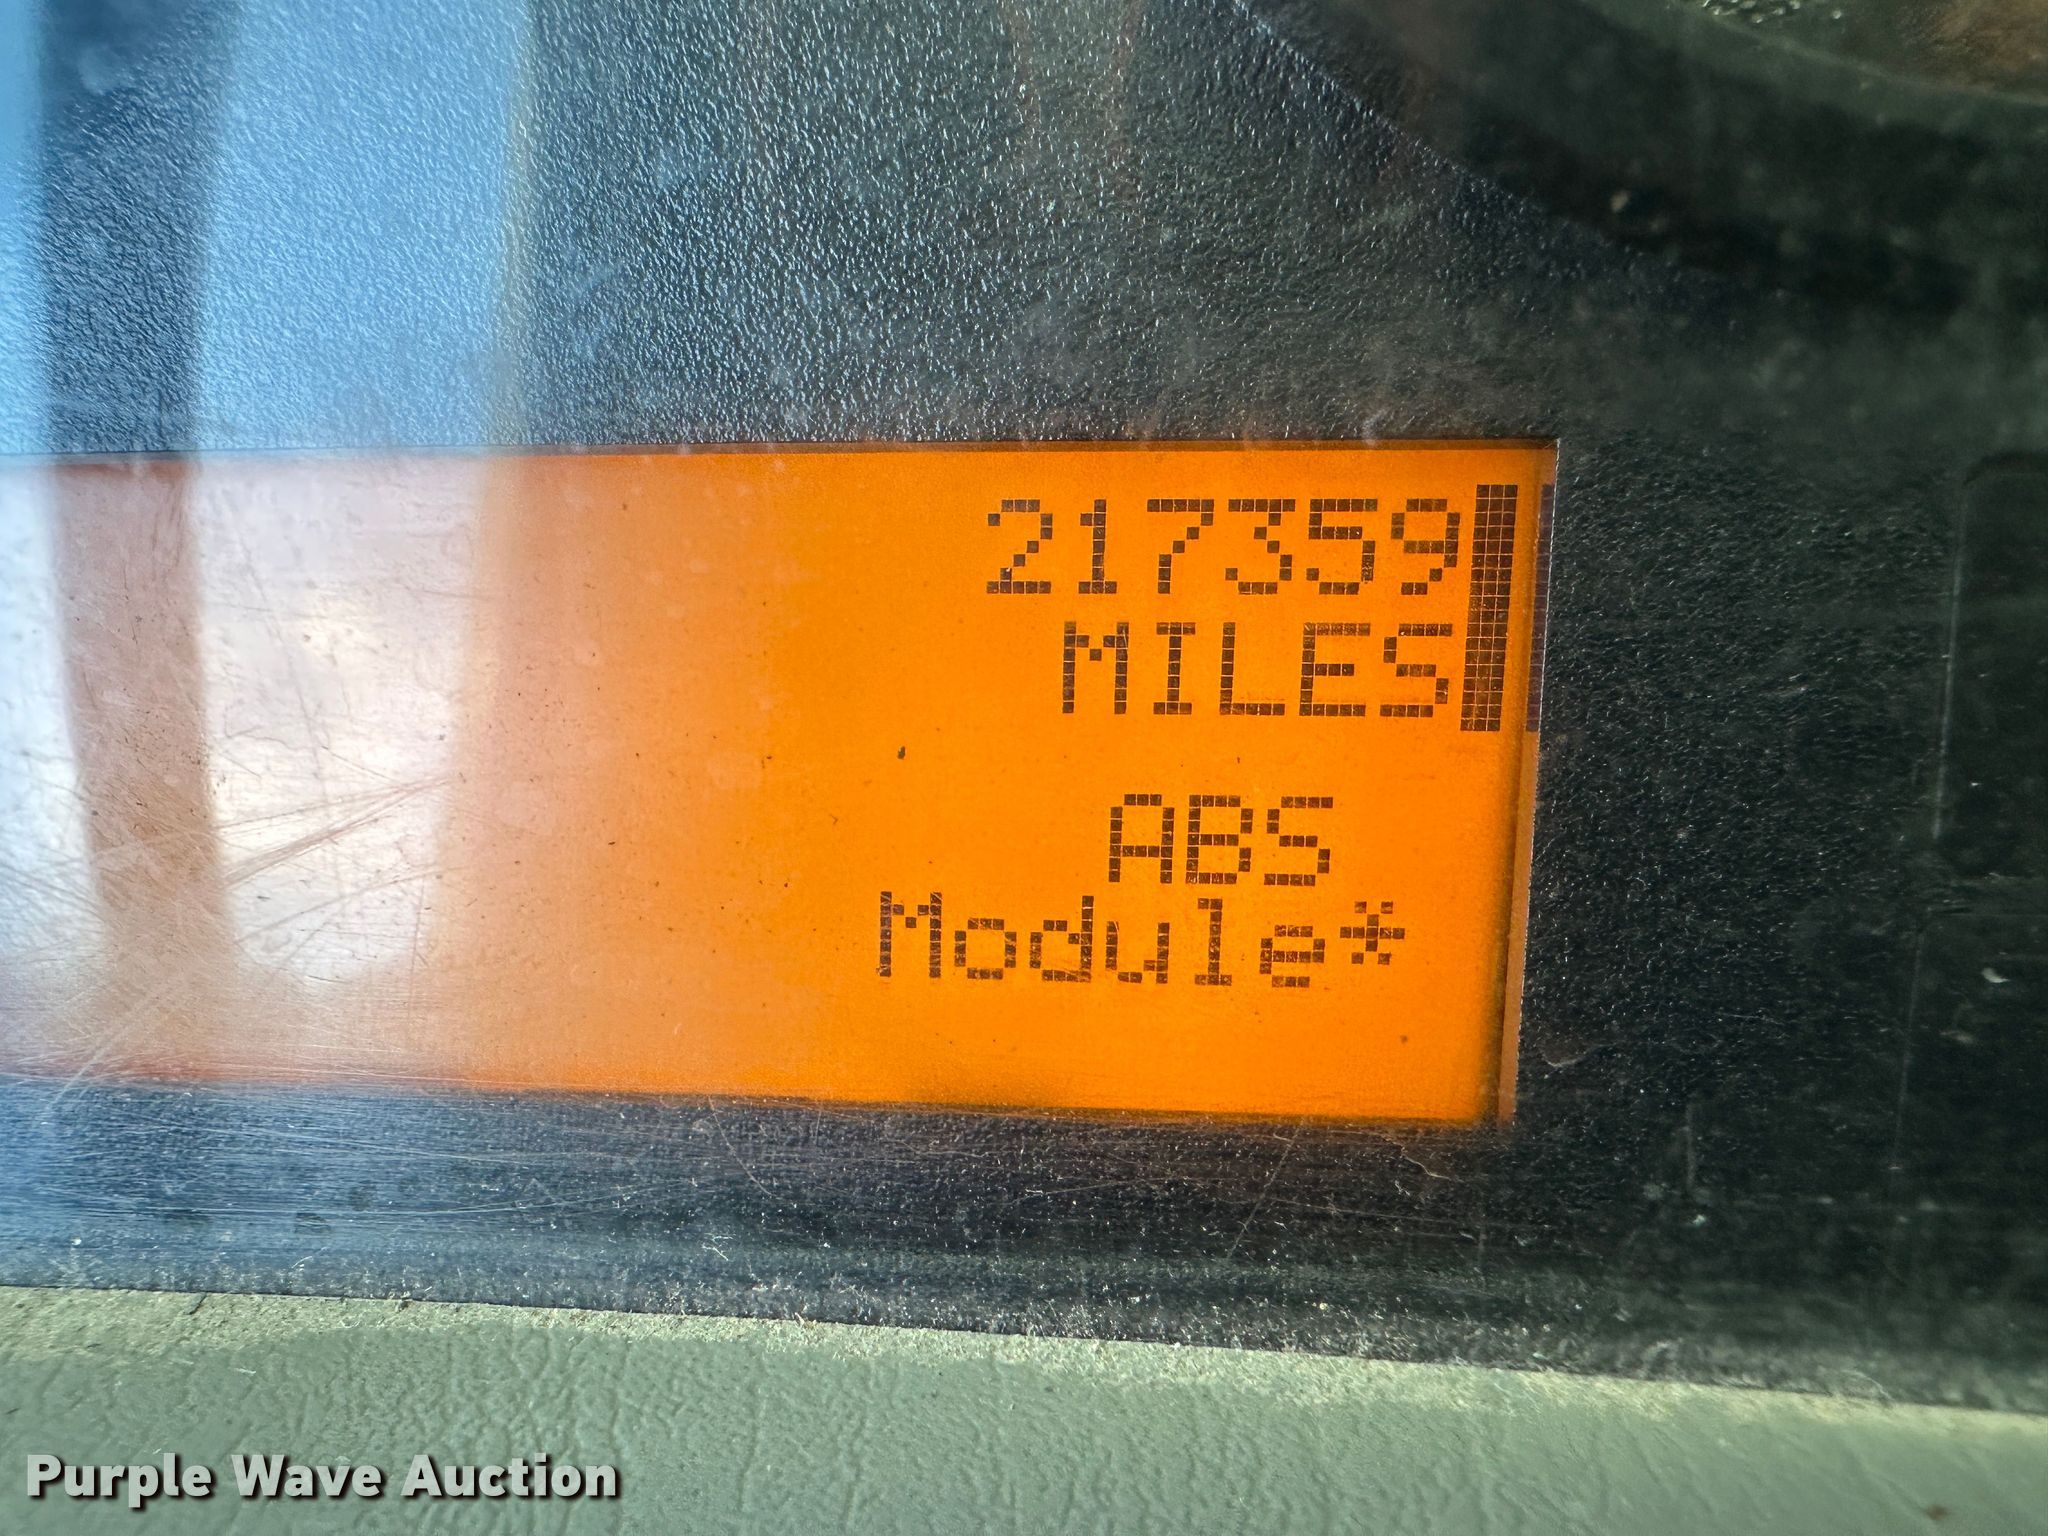 217359
MILES
ABS
Module*
Purple Wave Auction